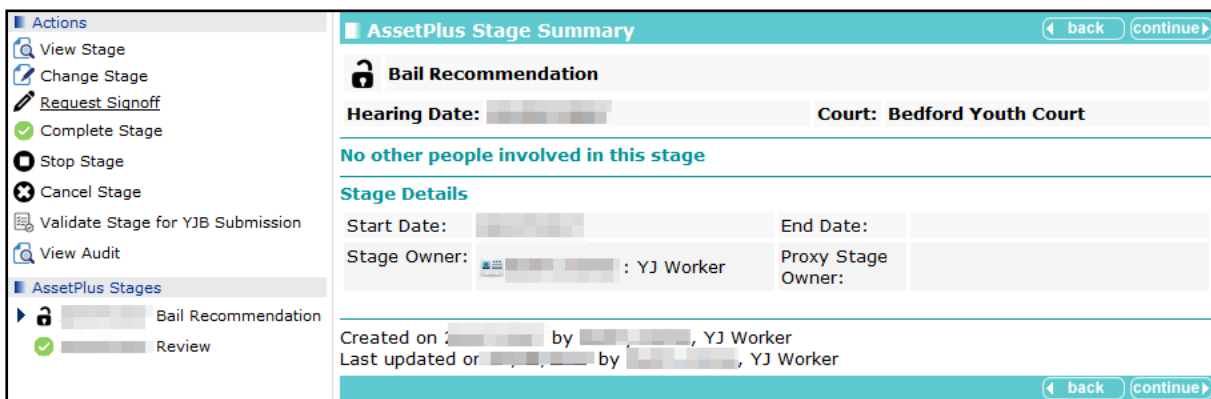 Actions
View Stage
Change Stage
Request Signoff
Complete Stage
Stop Stage
Cancel Stage
Validate Stage for YJB Submission
View Audit
AssetPlus Stages
Bail Recommendation
Review
AssetPlus Stage Summary
back continue
Bail Recommendation
Hearing Date: Court: Bedford Youth Court
No other people involved in this stage
Stage Details
Start Date: End Date:
Stage Owner: : YJ Worker Proxy Stage
Owner:
Created on by , YJ Worker
Last updated on by , YJ Worker
back continue